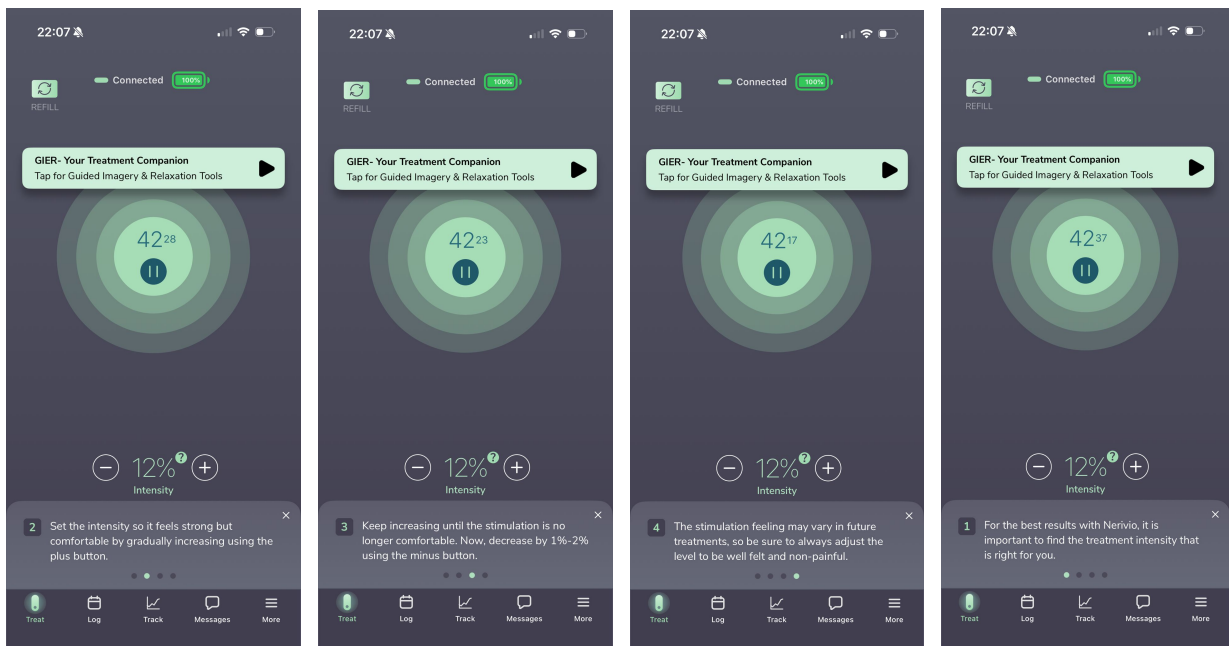 22:07
Connected 100%
REFILL
GIER- Your Treatment Companion
Tap for Guided Imagery & Relaxation Tools
42 28
12% ?
Intensity
2 Set the intensity so it feels strong but
comfortable by gradually increasing using the
plus button.
Treat Log Track Messages More
22:07
Connected 100%
REFILL
GIER- Your Treatment Companion
Tap for Guided Imagery & Relaxation Tools
42 23
12% ?
Intensity
3 Keep increasing until the stimulation is no
longer comfortable. Now, decrease by 1%-2%
using the minus button.
Treat Log Track Messages More
22:07
Connected 100%
REFILL
GIER- Your Treatment Companion
Tap for Guided Imagery & Relaxation Tools
42 17
12% ?
Intensity
4 The stimulation feeling may vary in future
treatments, so be sure to always adjust the
level to be well felt and non-painful.
Treat Log Track Messages More
22:07
Connected 100%
REFILL
GIER- Your Treatment Companion
Tap for Guided Imagery & Relaxation Tools
42 37
12% ?
Intensity
1 For the best results with Nerivio, it is
important to find the treatment intensity that
is right for you.
Treat Log Track Messages More